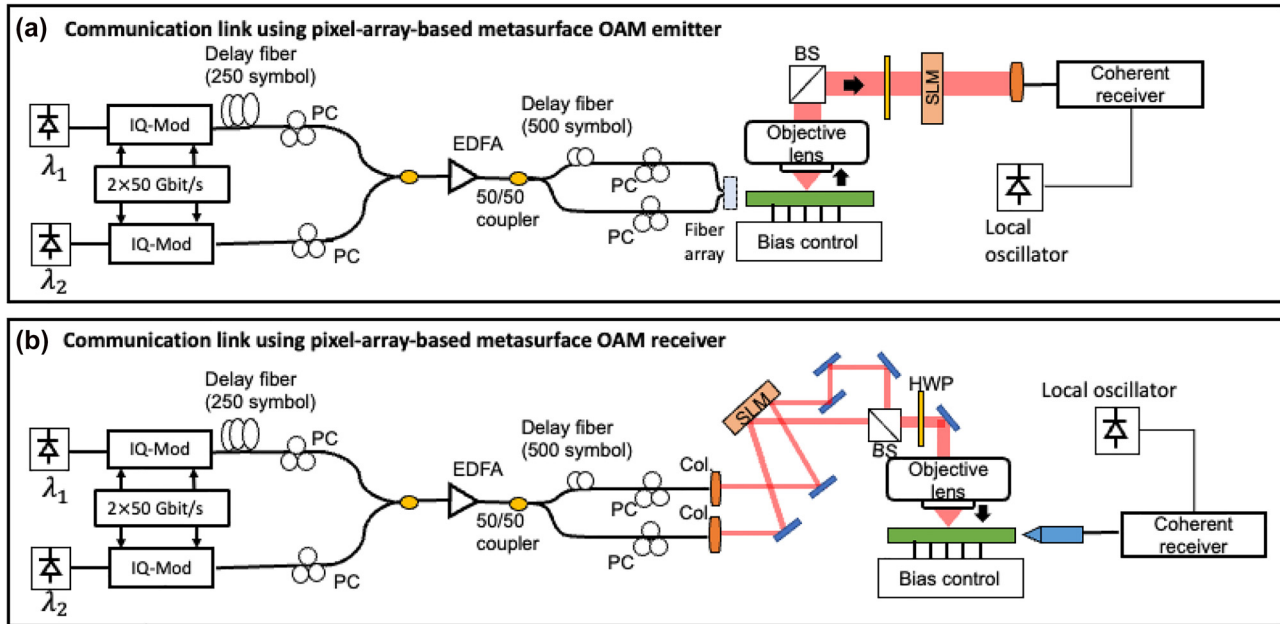 (a) Communication link using pixel-array-based metasurface OAM emitter
Delay fiber
(250 symbol)
IQ-Mod
PC
λ1
2×50 Gbit/s
IQ-Mod
PC
λ2
EDFA
50/50
coupler
Delay fiber
(500 symbol)
PC
PC
Fiber
array
BS
SLM
Objective
lens
Bias control
Coherent
receiver
Local
oscillator
(b) Communication link using pixel-array-based metasurface OAM receiver
Delay fiber
(250 symbol)
IQ-Mod
PC
λ1
2×50 Gbit/s
IQ-Mod
PC
λ2
EDFA
50/50
coupler
Delay fiber
(500 symbol)
PC
PC
Col.
Col.
SLM
BS
HWP
Objective
lens
Bias control
Local oscillator
Coherent
receiver